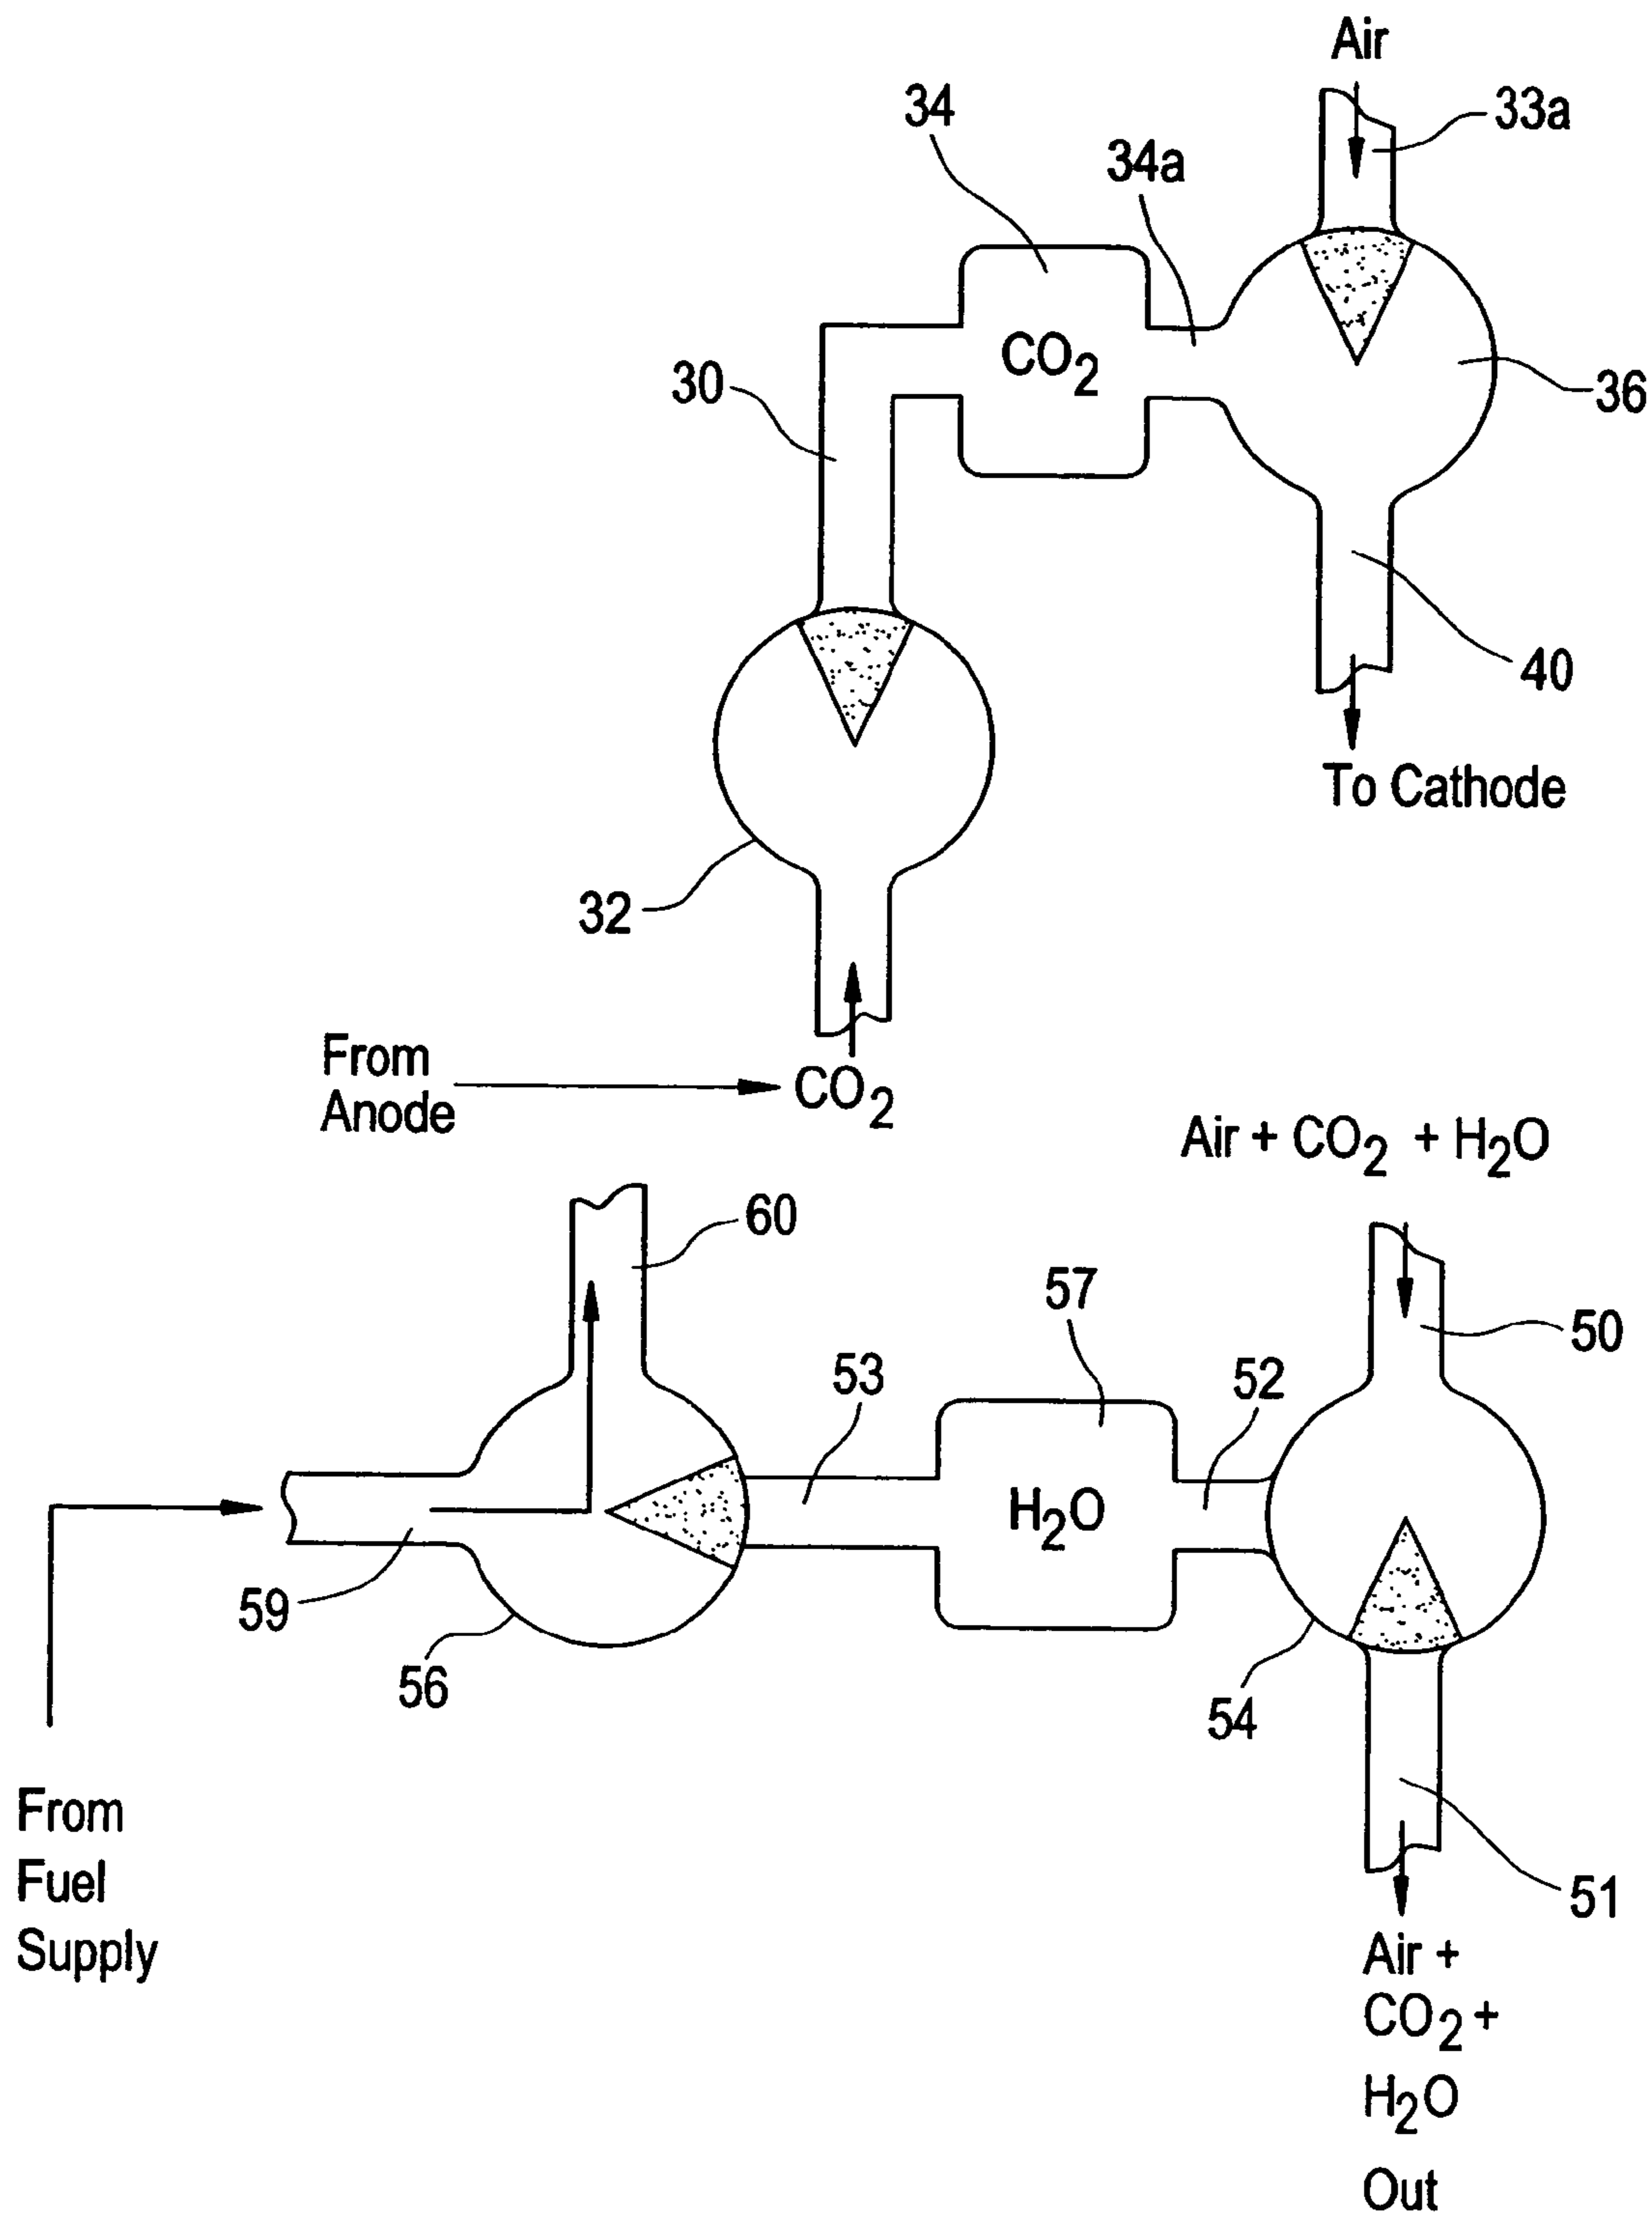 Air
33a
34
34a
CO2
30
36
40
To Cathode
32
From
Anode
CO2
Air + CO2 + H2O
60
57
50
53
52
H2O
59
56
54
From
Fuel
Supply
51
Air +
CO2 +
H2O
Out